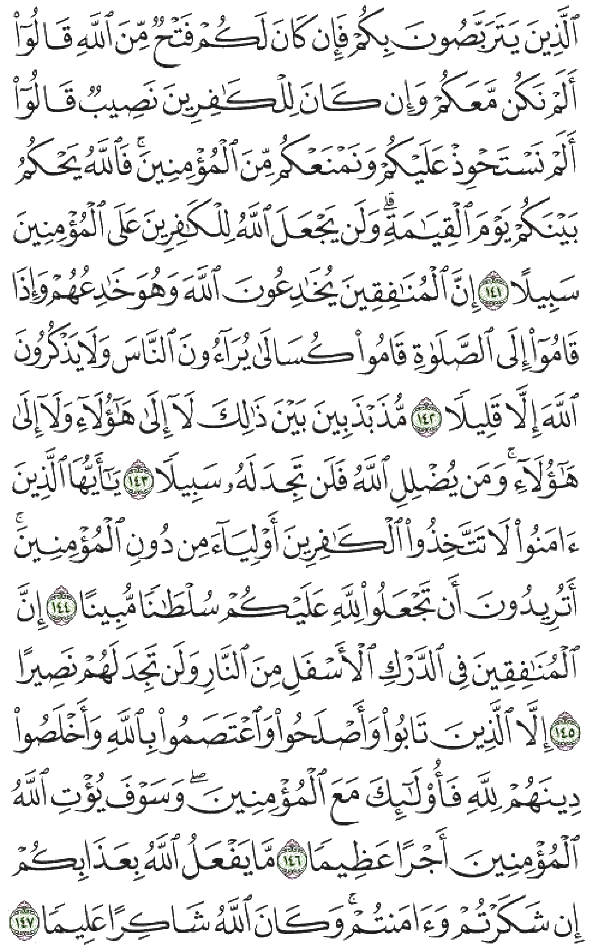 ٱلَّذِينَ يَتَرَبَّصُونَ بِكُمْ فَإِن كَانَ لَكُمْ فَتْحٌ مِّنَ ٱللَّهِ قَالُوٓا۟
أَلَمْ نَكُن مَّعَكُمْ وَإِن كَانَ لِلْكَـٰفِرِينَ نَصِيبٌ قَالُوٓا۟
أَلَمْ نَسْتَحْوِذْ عَلَيْكُمْ وَنَمْنَعْكُم مِّنَ ٱلْمُؤْمِنِينَ ۚ فَٱللَّهُ يَحْكُمُ
بَيْنَكُمْ يَوْمَ ٱلْقِيَـٰمَةِ ۗ وَلَن يَجْعَلَ ٱللَّهُ لِلْكَـٰفِرِينَ عَلَى ٱلْمُؤْمِنِينَ
سَبِيلًا ١٤١ إِنَّ ٱلْمُنَـٰفِقِينَ يُخَـٰدِعُونَ ٱللَّهَ وَهُوَ خَـٰدِعُهُمْ وَإِذَا
قَامُوٓا۟ إِلَى ٱلصَّلَوٰةِ قَامُوا۟ كُسَالَىٰ يُرَآءُونَ ٱلنَّاسَ وَلَا يَذْكُرُونَ
ٱللَّهَ إِلَّا قَلِيلًا ١٤٢ مُّذَبْذَبِينَ بَيْنَ ذَٰلِكَ لَآ إِلَىٰ هَـٰٓؤُلَآءِ وَلَآ إِلَىٰ
هَـٰٓؤُلَآءِ ۚ وَمَن يُضْلِلِ ٱللَّهُ فَلَن تَجِدَ لَهُۥ سَبِيلًا ١٤٣ يَـٰٓأَيُّهَا ٱلَّذِينَ
ءَامَنُوا۟ لَا تَتَّخِذُوا۟ ٱلْكَـٰفِرِينَ أَوْلِيَآءَ مِن دُونِ ٱلْمُؤْمِنِينَ ۚ
أَتُرِيدُونَ أَن تَجْعَلُوا۟ لِلَّهِ عَلَيْكُمْ سُلْطَـٰنًا مُّبِينًا ١٤٤ إِنَّ
ٱلْمُنَـٰفِقِينَ فِى ٱلدَّرْكِ ٱلْأَسْفَلِ مِنَ ٱلنَّارِ وَلَن تَجِدَ لَهُمْ نَصِيرًا
١٤٥ إِلَّا ٱلَّذِينَ تَابُوا۟ وَأَصْلَحُوا۟ وَٱعْتَصَمُوا۟ بِٱللَّهِ وَأَخْلَصُوا۟
دِينَهُمْ لِلَّهِ فَأُو۟لَـٰٓئِكَ مَعَ ٱلْمُؤْمِنِينَ ۖ وَسَوْفَ يُؤْتِ ٱللَّهُ
ٱلْمُؤْمِنِينَ أَجْرًا عَظِيمًا ١٤٦ مَّا يَفْعَلُ ٱللَّهُ بِعَذَابِكُمْ
إِن شَكَرْتُمْ وَءَامَنتُمْ ۚ وَكَانَ ٱللَّهُ شَاكِرًا عَلِيمًا ١٤٧